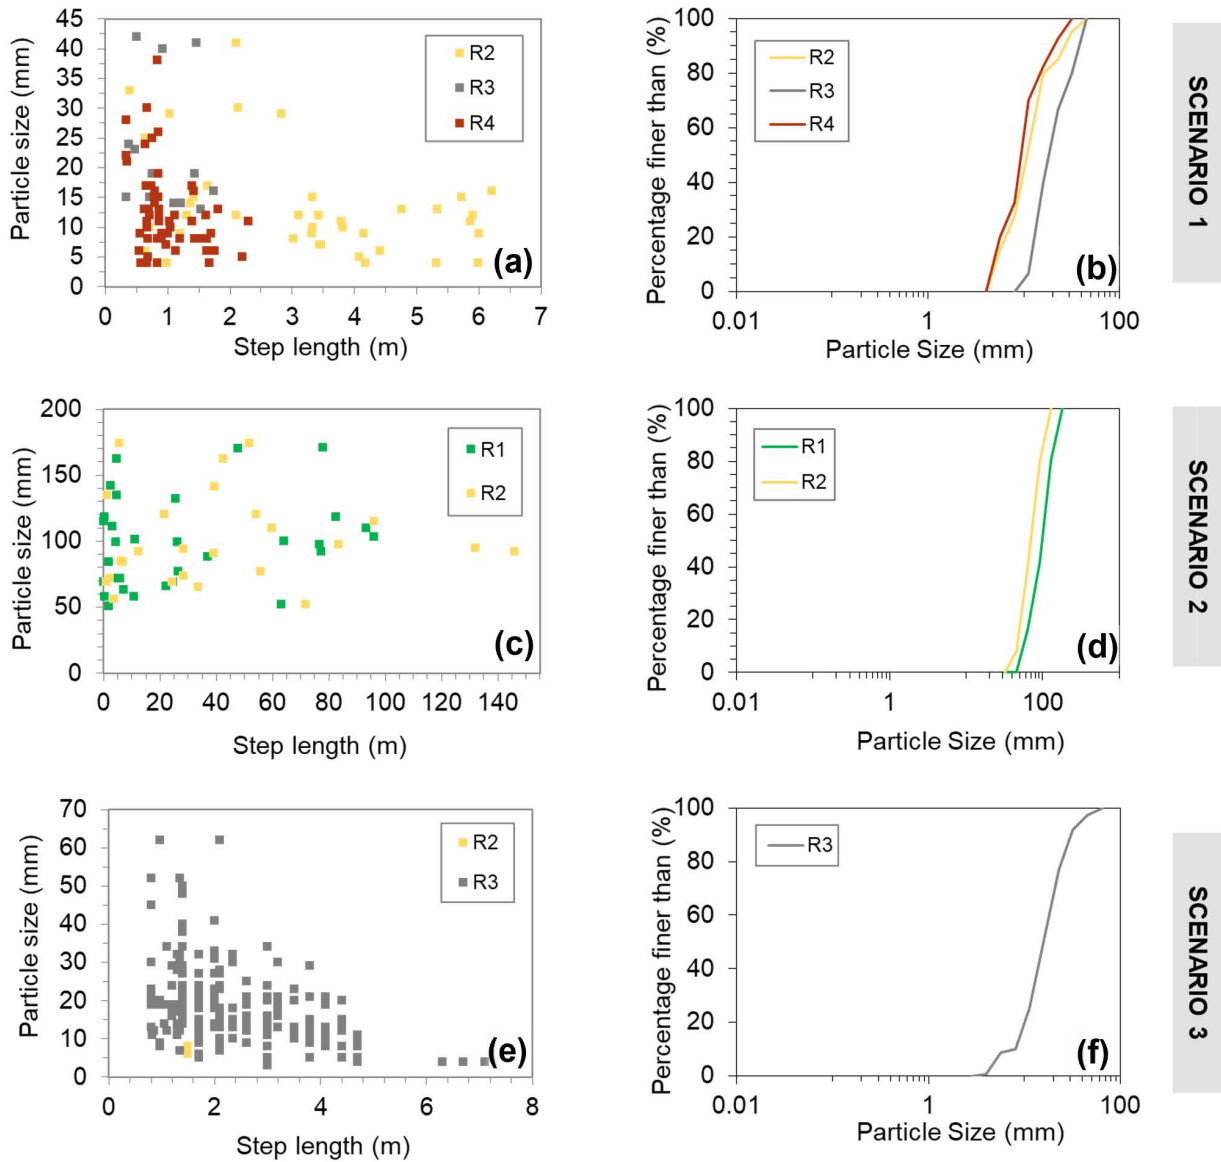 45
40
35
30
25
20
15
10
5
0
Particle size (mm)
R2
R3
R4
(a)
0 1 2 3 4 5 6 7
Step length (m)
100
80
60
40
20
0
Percentage finer than (%)
R2
R3
R4
(b)
0.01 1 100
Particle Size (mm)
SCENARIO 1
200
150
100
50
0
Particle size (mm)
R1
R2
(c)
0 20 40 60 80 100 120 140
Step length (m)
100
80
60
40
20
0
Percentage finer than (%)
R1
R2
(d)
0.01 1 100
Particle Size (mm)
SCENARIO 2
70
60
50
40
30
20
10
0
Particle size (mm)
R2
R3
(e)
0 2 4 6 8
Step length (m)
100
80
60
40
20
0
Percentage finer than (%)
R3
(f)
0.01 1 100
Particle Size (mm)
SCENARIO 3